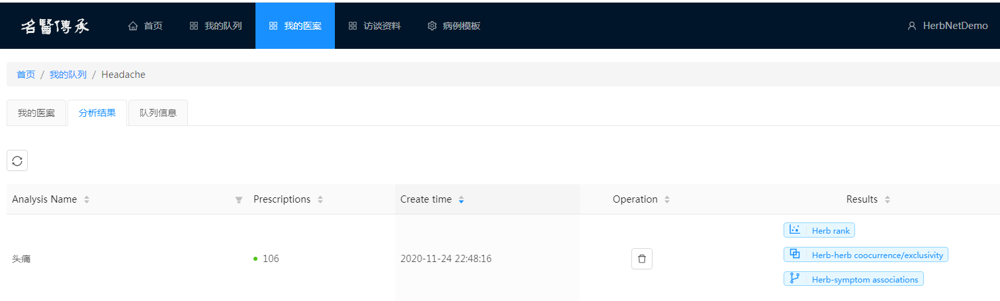 名醫傳承 首页 我的队列 我的医案 访谈资料 病例模板 HerbNetDemo
首页 / 我的队列 / Headache
我的医案 分析结果 队列信息
Analysis Name Prescriptions Create time Operation Results
头痛 106 2020-11-24 22:48:16
Herb rank
Herb-herb coocurrence/exclusivity
Herb-symptom associations